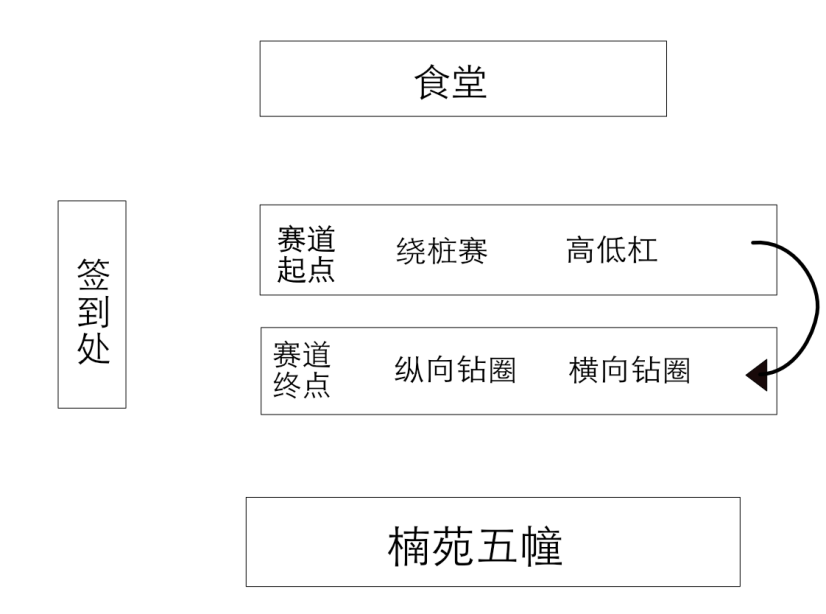 食堂
签到处
赛道起点
绕桩赛
高低杠
赛道终点
纵向钻圈
横向钻圈
楠苑五幢